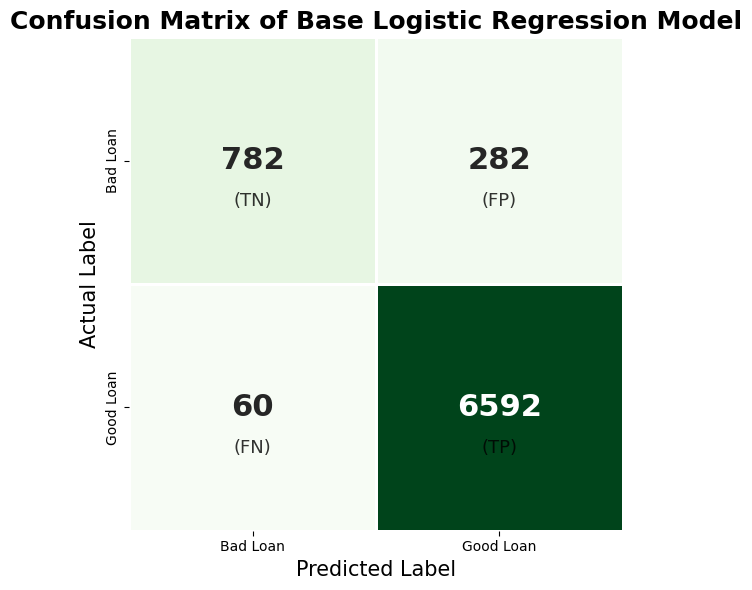 Confusion Matrix of Base Logistic Regression Model
Actual Label
Bad Loan
782
(TN)
282
(FP)
Good Loan
60
(FN)
6592
(TP)
Bad Loan
Good Loan
Predicted Label